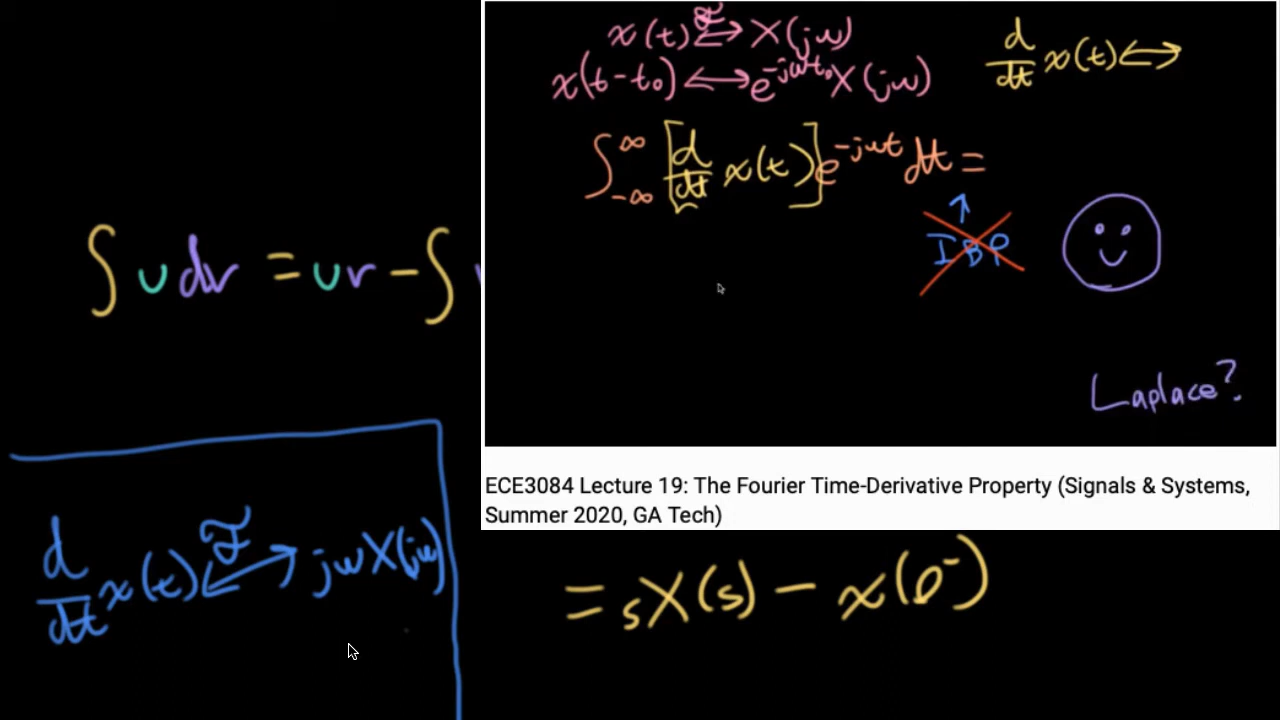 x(t) ℱ⟷ X(jω)
x(t-t₀) ⟷ e^{-jωt₀} X(jω)
d/dt x(t) ⟷
∫_{-∞}^{∞} [d/dt x(t)] e^{-jωt} dt =
IBP
Laplace?
∫ u dv = uv - ∫
ECE3084 Lecture 19: The Fourier Time-Derivative Property (Signals & Systems,
Summer 2020, GA Tech)
d/dt x(t) ℱ⟷ jωX(jω)
= sX(s) - x(0⁻)